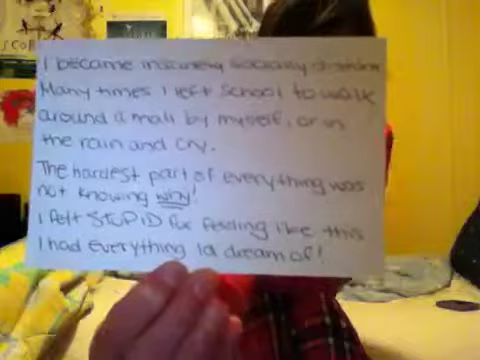 SCOR
I became insanely socially
Many times I left school to walk
around a mall by myself, or in
the rain and cry.
The hardest part of everything was
not knowing why!
I felt STUPID for feeling like this
I had everything Id dream of!